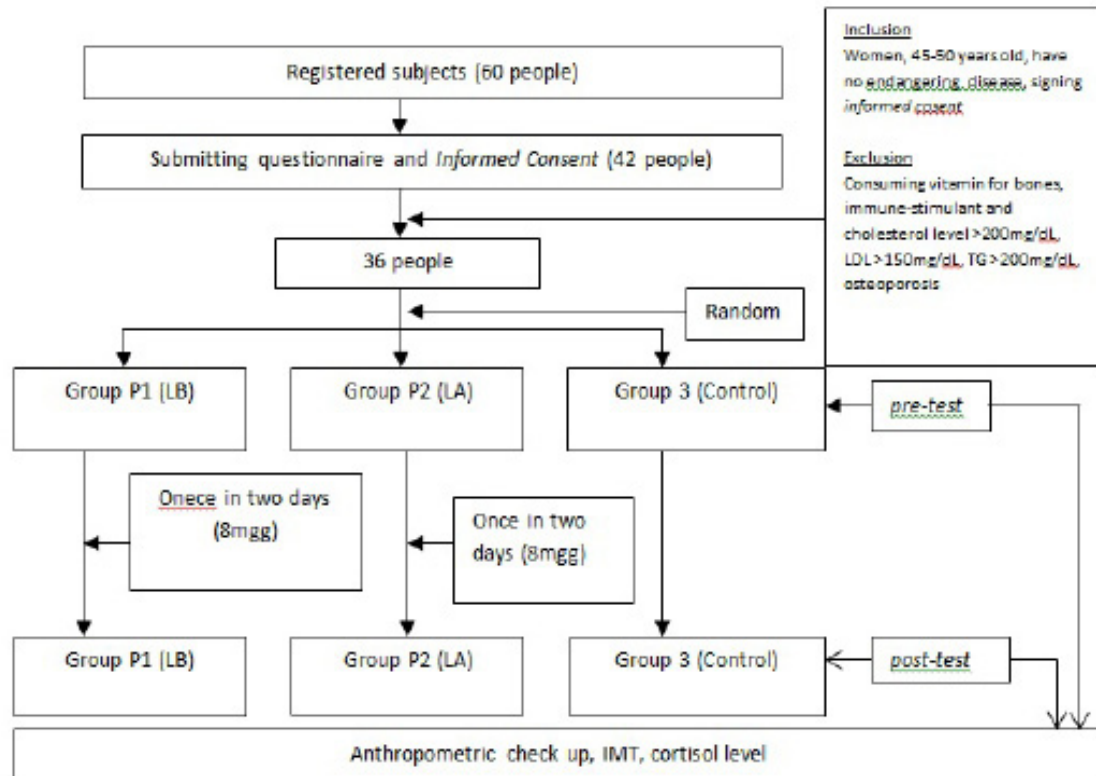 Registered subjects (60 people)
Submitting questionnaire and Informed Consent (42 people)
Inclusion
Women, 45-50 years old, have
no endangering, disease, signing
informed cosent
Exclusion
Consuming vitemin for bones,
immune-stimulant and
cholesterol level >200mg/dL,
LDL >150mg/dL, TG >200mg/dL,
osteoporosis
36 people
Random
Group P1 (LB)
Group P2 (LA)
Group 3 (Control)
pre-test
Onece in two days
(8mgg)
Once in two
days (8mgg)
Group P1 (LB)
Group P2 (LA)
Group 3 (Control)
post-test
Anthropometric check up, IMT, cortisol level